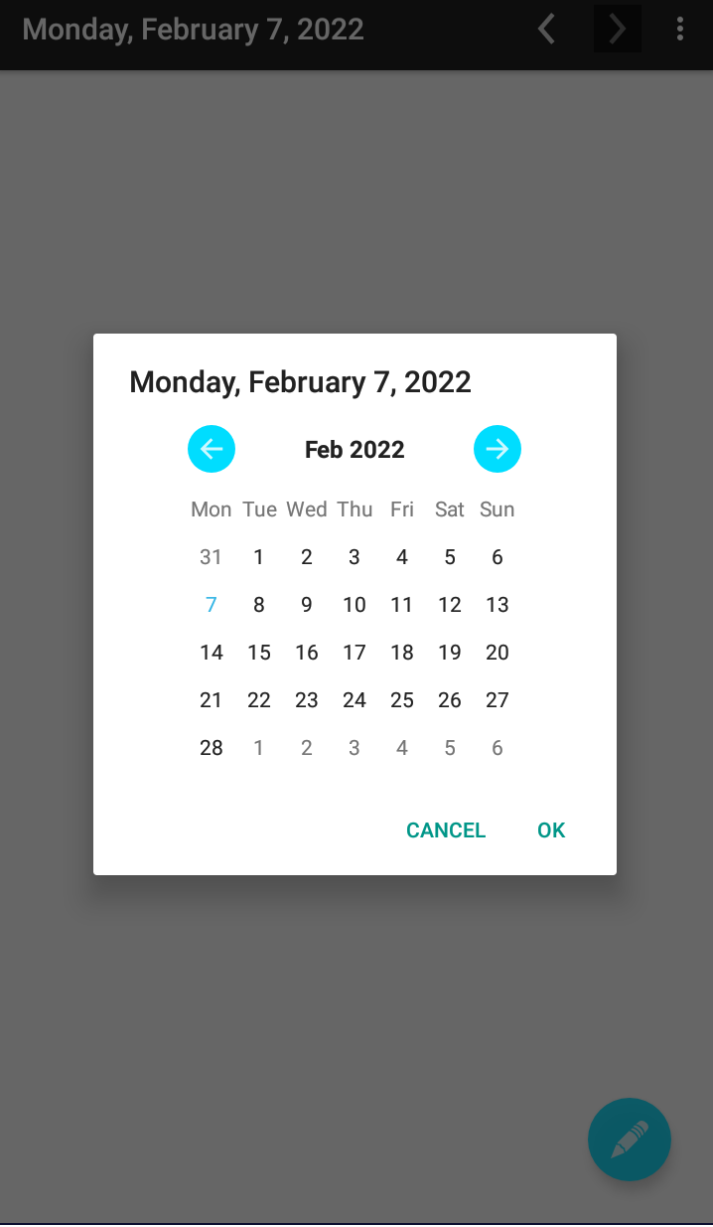 Monday, February 7, 2022
Monday, February 7, 2022
Feb 2022
Mon Tue Wed Thu Fri Sat Sun
31 1 2 3 4 5 6
7 8 9 10 11 12 13
14 15 16 17 18 19 20
21 22 23 24 25 26 27
28 1 2 3 4 5 6
CANCEL OK